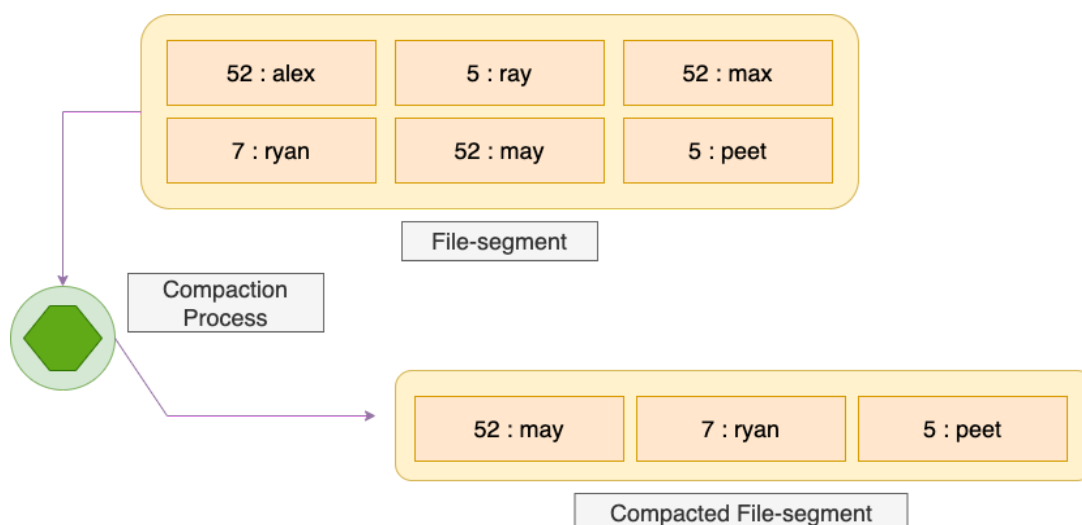 52 : alex
5 : ray
52 : max
7 : ryan
52 : may
5 : peet
File-segment
Compaction
Process
52 : may
7 : ryan
5 : peet
Compacted File-segment